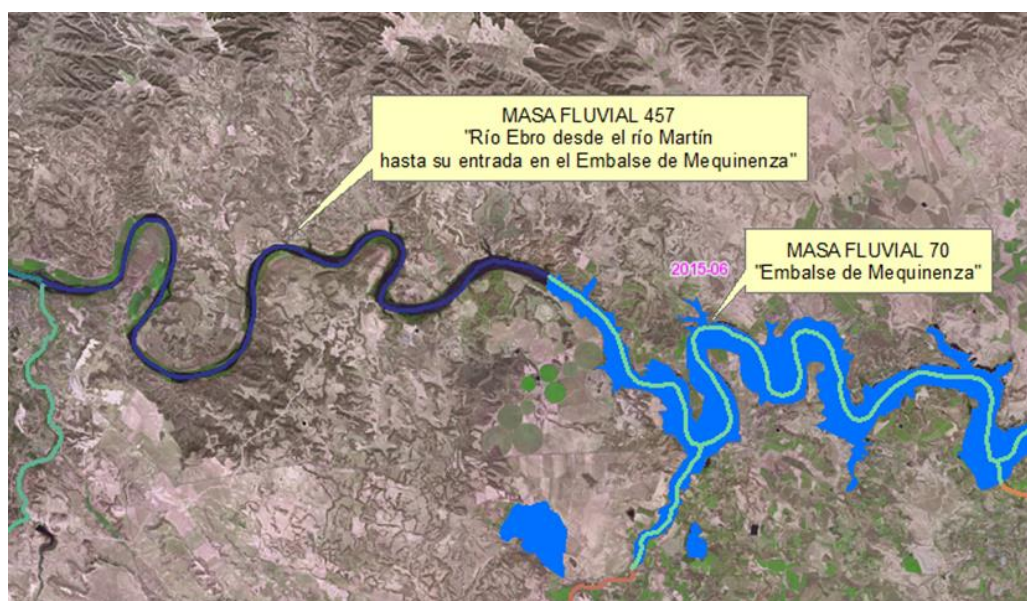 MASA FLUVIAL 457
"Río Ebro desde el río Martín
hasta su entrada en el Embalse de Mequinenza"
MASA FLUVIAL 70
"Embalse de Mequinenza"
2015-06